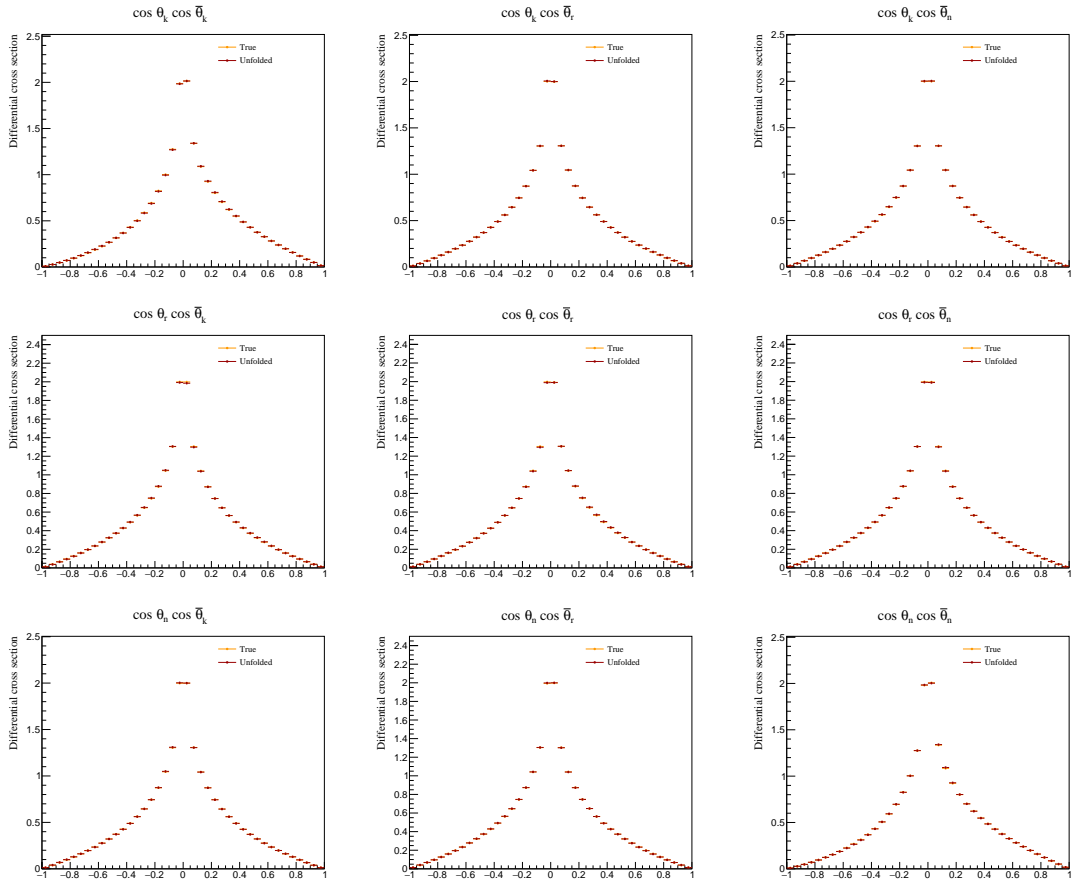 cos θk cos θ̅k
Differential cross section
True
Unfolded
2.5
2
1.5
1
0.5
0
−1 −0.8 −0.6 −0.4 −0.2 0 0.2 0.4 0.6 0.8 1
cos θk cos θ̅r
Differential cross section
True
Unfolded
2.5
2
1.5
1
0.5
0
−1 −0.8 −0.6 −0.4 −0.2 0 0.2 0.4 0.6 0.8 1
cos θk cos θ̅n
Differential cross section
True
Unfolded
2.5
2
1.5
1
0.5
0
−1 −0.8 −0.6 −0.4 −0.2 0 0.2 0.4 0.6 0.8 1
cos θr cos θ̅k
Differential cross section
True
Unfolded
2.4
2.2
2
1.8
1.6
1.4
1.2
1
0.8
0.6
0.4
0.2
0
−1 −0.8 −0.6 −0.4 −0.2 0 0.2 0.4 0.6 0.8 1
cos θr cos θ̅r
Differential cross section
True
Unfolded
2.4
2.2
2
1.8
1.6
1.4
1.2
1
0.8
0.6
0.4
0.2
0
−1 −0.8 −0.6 −0.4 −0.2 0 0.2 0.4 0.6 0.8 1
cos θr cos θ̅n
Differential cross section
True
Unfolded
2.4
2.2
2
1.8
1.6
1.4
1.2
1
0.8
0.6
0.4
0.2
0
−1 −0.8 −0.6 −0.4 −0.2 0 0.2 0.4 0.6 0.8 1
cos θn cos θ̅k
Differential cross section
True
Unfolded
2.5
2
1.5
1
0.5
0
−1 −0.8 −0.6 −0.4 −0.2 0 0.2 0.4 0.6 0.8 1
cos θn cos θ̅r
Differential cross section
True
Unfolded
2.4
2.2
2
1.8
1.6
1.4
1.2
1
0.8
0.6
0.4
0.2
0
−1 −0.8 −0.6 −0.4 −0.2 0 0.2 0.4 0.6 0.8 1
cos θn cos θ̅n
Differential cross section
True
Unfolded
2.5
2
1.5
1
0.5
0
−1 −0.8 −0.6 −0.4 −0.2 0 0.2 0.4 0.6 0.8 1